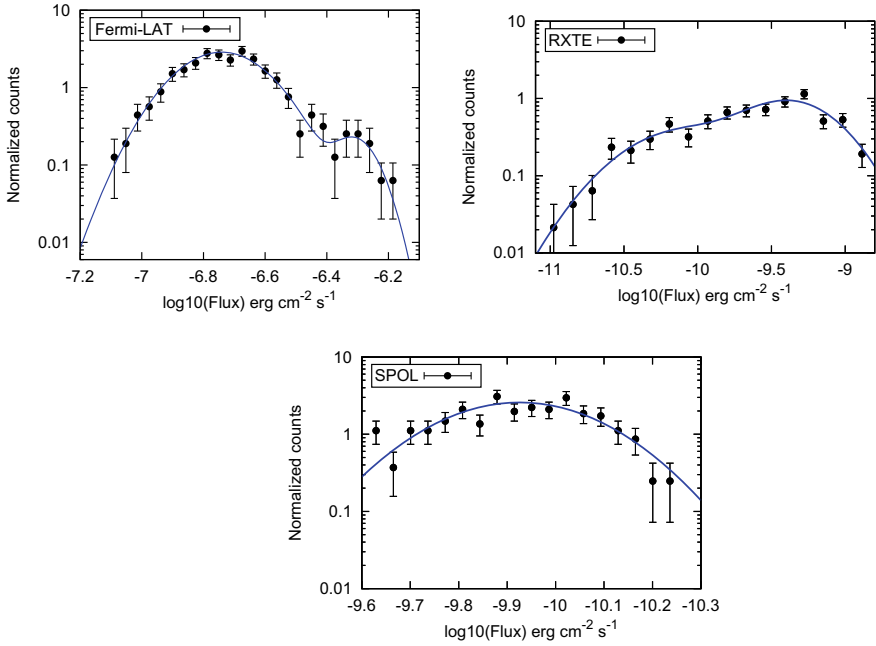 Fermi-LAT
Normalized counts
10
1
0.1
0.01
-7.2 -7 -6.8 -6.6 -6.4 -6.2
log10(Flux) erg cm⁻² s⁻¹
RXTE
Normalized counts
10
1
0.1
0.01
-11 -10.5 -10 -9.5 -9
log10(Flux) erg cm⁻² s⁻¹
SPOL
Normalized counts
10
1
0.1
0.01
-9.6 -9.7 -9.8 -9.9 -10 -10.1 -10.2 -10.3
log10(Flux) erg cm⁻² s⁻¹